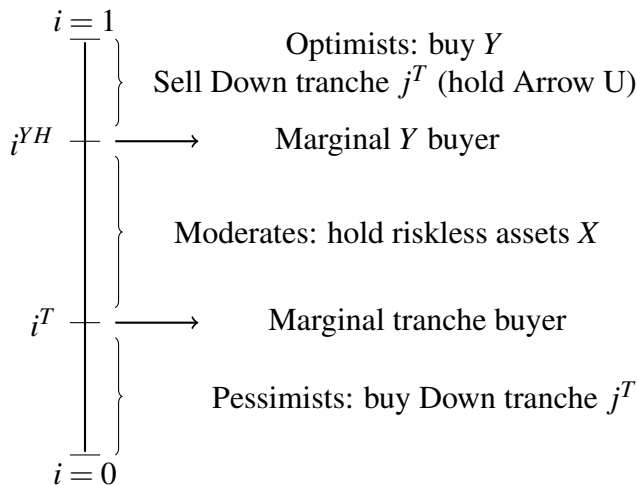 i = 1
Optimists: buy Y
Sell Down tranche j^T (hold Arrow U)
i^{YH}
Marginal Y buyer
Moderates: hold riskless assets X
i^T
Marginal tranche buyer
Pessimists: buy Down tranche j^T
i = 0